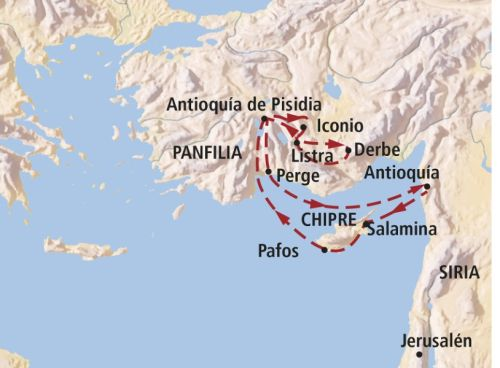 Antioquía de Pisidia
Iconio
PANFILIA
Listra
Derbe
Perge
Antioquía
CHIPRE
Salamina
Pafos
SIRIA
Jerusalén